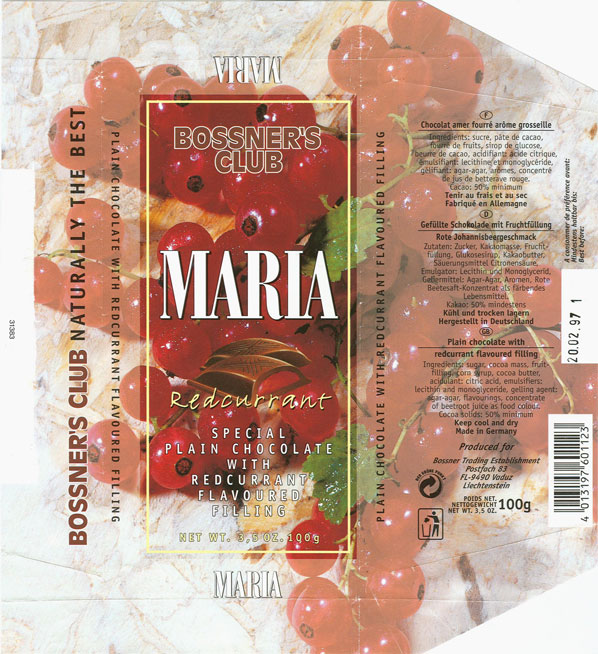 MARIA
BOSSNER'S
CLUB
MARIA
Redcurrant
SPECIAL
PLAIN CHOCOLATE
WITH
REDCURRANT
FLAVOURED
FILLING
NET WT. 3,5 OZ. 100g
MARIA
31383
BOSSNER'S CLUB NATURALLY THE BEST
PLAIN CHOCOLATE WITH REDCURRANT FLAVOURED FILLING
PLAIN CHOCOLATE WITH REDCURRANT FLAVOURED FILLING
F
Chocolat amer fourré arôme groseille
Ingrédients: sucre, pâte de cacao,
fourre de fruits, sirop de glucose,
beurre de cacao, acidifiant: acide citrique,
émulsifiant: lecithine et monoglycéride,
gélifiant: agar-agar, arômes, concentré
de jus de betterave rouge.
Cacao: 50% minimum
Tenir au frais et au sec
Fabriqué en Allemagne
D
Gefüllte Schokolade mit Fruchtfüllung
Rote Johannisbeergeschmack
Zutaten: Zucker, Kakaomasse, Frucht-
füllung, Glukosesirup, Kakaobutter,
Säuerungsmittel Citronensäure,
Emulgator: Lecithin und Monoglycerid,
Geliermittel: Agar-Agar, Aromen, Rote
Beetesaft-Konzentrat als färbendes
Lebensmittel.
Kakao: 50% mindestens
Kühl und trocken lagern
Hergestellt in Deutschland
GB
Plain chocolate with
redcurrant flavoured filling
Ingredients: sugar, cocoa mass, fruit-
filling, corn syrup, cocoa butter,
acidulant: citric acid, emulsifiers:
lecithin and monoglyceride, gelling agent:
agar-agar, flavourings, concentrate
of beetroot juice as food colour.
Cocoa solids: 50% minimum
Keep cool and dry
Made in Germany
Produced for
Bossner Trading Establishment
Postfach 83
FL-9490 Vaduz
Liechtenstein
DER GRÜNE PUNKT
POIDS NET.
NETTOGEWICHT
NET WT. 3,5 OZ.
100g
A consommer de préférence avant:
Mindestens haltbar bis:
Best before:
20.02.97 1
4 013197 601123